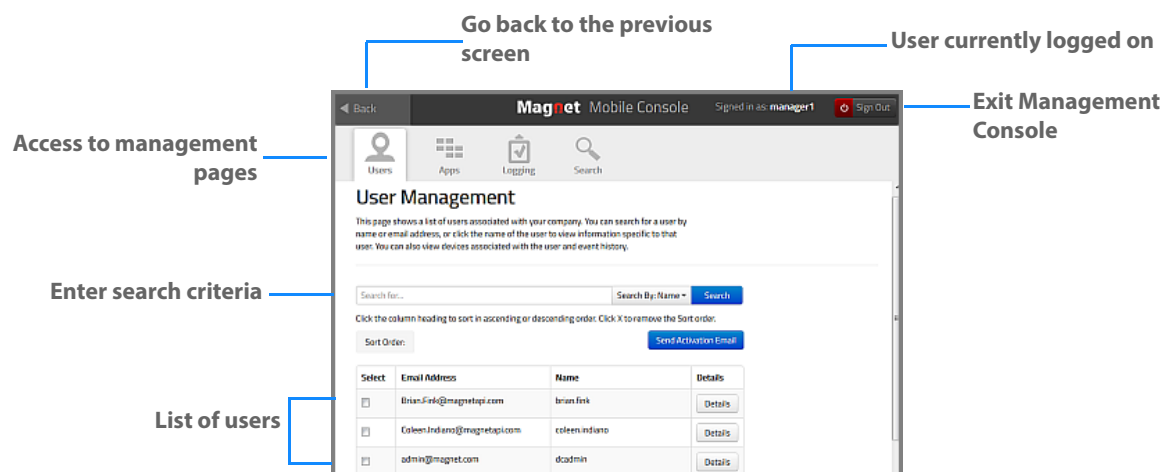 Go back to the previous
screen
User currently logged on
Back
Magnet Mobile Console
Signed in as: manager1
Sign Out
Exit Management
Console
Access to management
pages
Users
Apps
Logging
Search
User Management
This page shows a list of users associated with your company. You can search for a user by
name or email address, or click the name of the user to view information specific to that
user. You can also view devices associated with the user and event history.
Enter search criteria
Search for...
Search By: Name
Search
Click the column heading to sort in ascending or descending order. Click X to remove the Sort order.
Sort Order:
Send Activation Email
Select Email Address Name Details
Brian.Fink@magnetapi.com brian.fink Details
List of users
Coleen.Indiano@magnetapi.com coleen.indiano Details
admin@magnet.com dcadmin Details